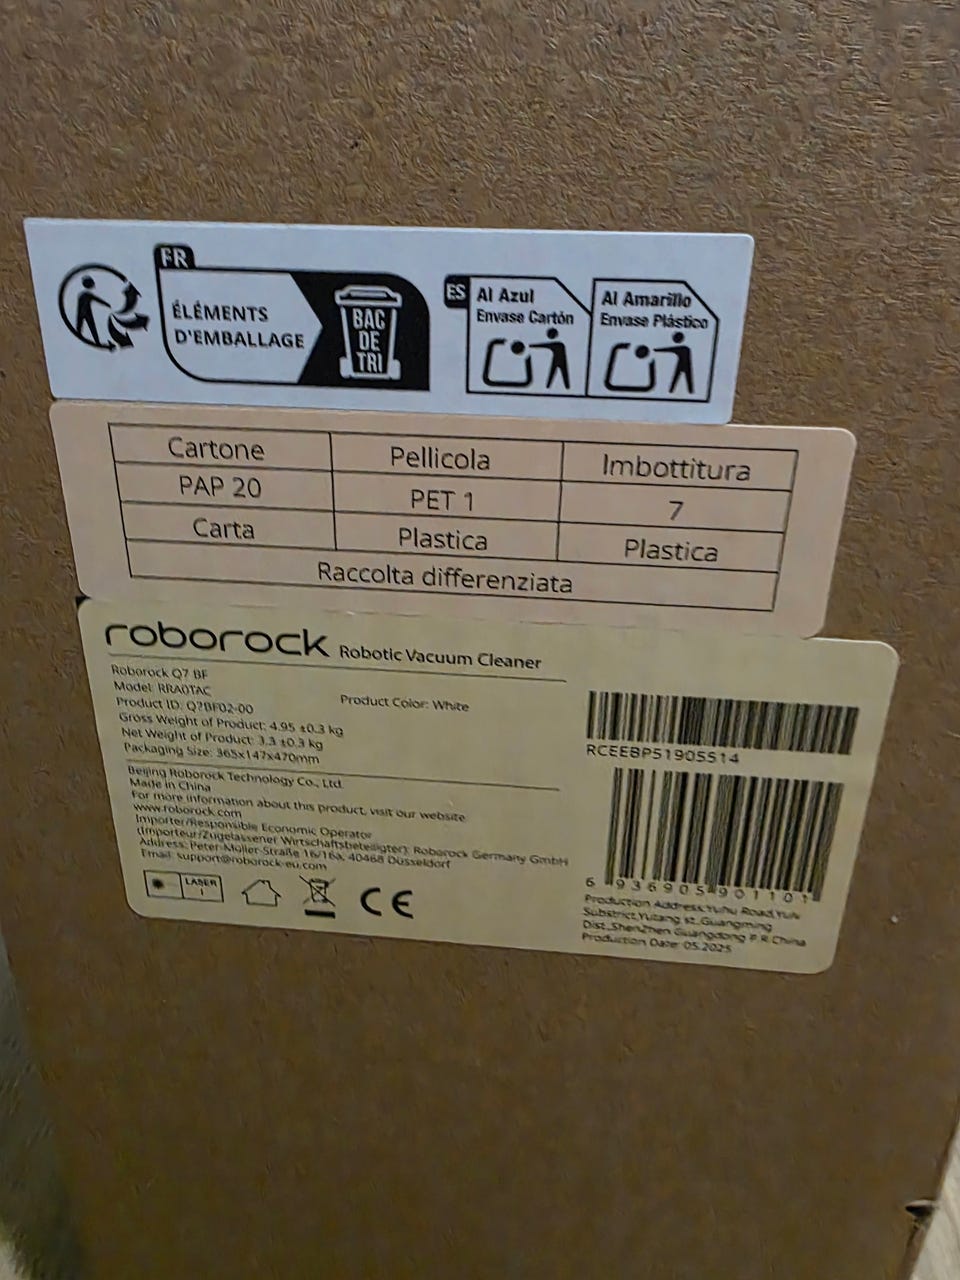 FR
ÉLÉMENTS
D'EMBALLAGE
BAC
DE
TRI
ES
Al Azul
Envase Cartón
Al Amarillo
Envase Plástico
Cartone Pellicola Imbottitura
PAP 20 PET 1 7
Carta Plastica Plastica
Raccolta differenziata
roborock Robotic Vacuum Cleaner
Roborock Q7 BF
Model: RRA0TAC
Product ID: Q7BF02-00
Product Color: White
Gross Weight of Product: 4.95 ±0.3 kg
Net Weight of Product: 3.3 ±0.3 kg
Packaging Size: 365x147x470mm
Beijing Roborock Technology Co., Ltd.
Made in China
For more information about this product, visit our website
www.roborock.com
Importer/Responsible Economic Operator
(Importeur/Zugelassener Wirtschaftsbeteiligter): Roborock Germany GmbH
Address: Peter-Müller-Straße 16/16a, 40468 Düsseldorf
Email: support@roborock-eu.com
LASER
1
CE
RCEEBP51905514
6 936905 901101
Production Address:Yuhu Road,Yulv
Substrict,Yutang st.,Guangming
Dist.,ShenZhen Guangdong P.R.China
Production Date: 05.2025